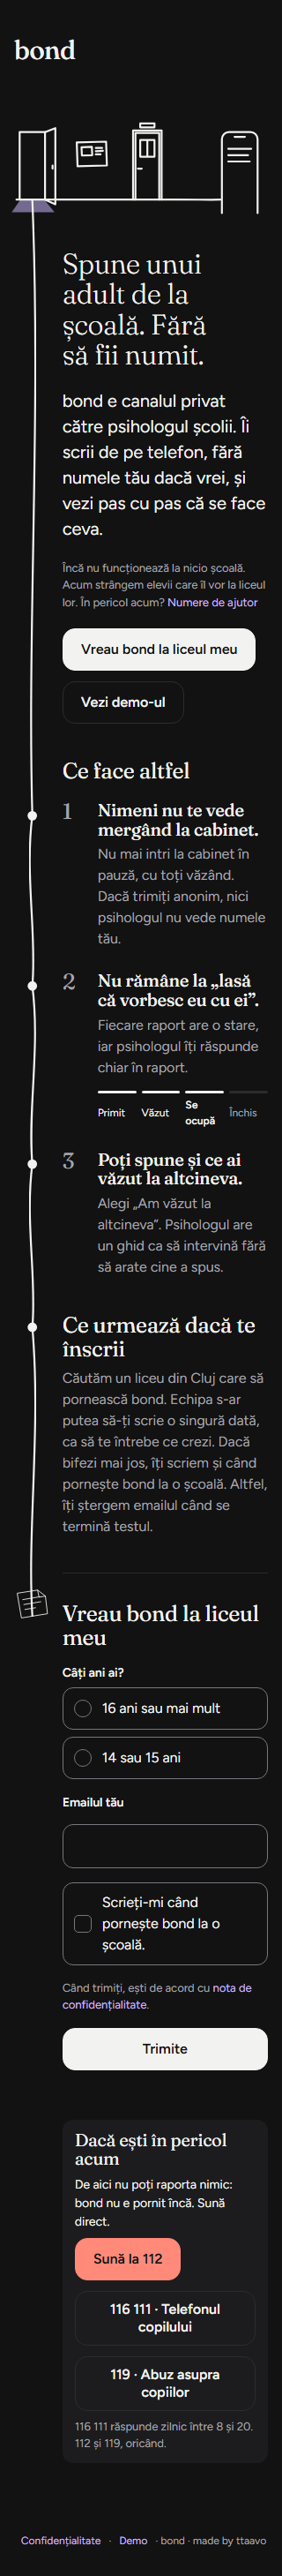 bond
Spune unui
adult de la
școală. Fără
să fii numit.
bond e canalul privat
către psihologul școlii. Îi
scrii de pe telefon, fără
numele tău dacă vrei, și
vezi pas cu pas că se face
ceva.
Încă nu funcționează la nicio școală.
Acum strângem elevii care îl vor la liceul
lor. În pericol acum? Numere de ajutor
Vreau bond la liceul meu
Vezi demo-ul
Ce face altfel
1
Nimeni nu te vede
mergând la cabinet.
Nu mai intri la cabinet în
pauză, cu toți văzând.
Dacă trimiți anonim, nici
psihologul nu vede numele
tău.
2
Nu rămâne la „lasă
că vorbesc eu cu ei”.
Fiecare raport are o stare,
iar psihologul îți răspunde
chiar în raport.
Primit Văzut Se ocupă Închis
3
Poți spune și ce ai
văzut la altcineva.
Alegi „Am văzut la
altcineva”. Psihologul are
un ghid ca să intervină fără
să arate cine a spus.
Ce urmează dacă te
înscrii
Căutăm un liceu din Cluj care să
pornească bond. Echipa s-ar
putea să-ți scrie o singură dată,
ca să te întrebe ce crezi. Dacă
bifezi mai jos, îți scriem și când
pornește bond la o școală. Altfel,
îți ștergem emailul când se
termină testul.
Vreau bond la liceul
meu
Câți ani ai?
16 ani sau mai mult
14 sau 15 ani
Emailul tău
Scrieți-mi când
pornește bond la o
școală.
Când trimiți, ești de acord cu nota de
confidențialitate.
Trimite
Dacă ești în pericol
acum
De aici nu poți raporta nimic:
bond nu e pornit încă. Sună
direct.
Sună la 112
116 111 · Telefonul
copilului
119 · Abuz asupra
copiilor
116 111 răspunde zilnic între 8 și 20.
112 și 119, oricând.
Confidențialitate · Demo · bond · made by ttaavo